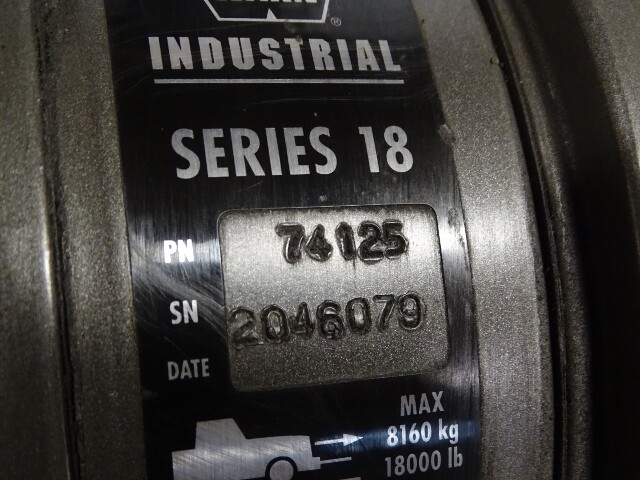 ®
INDUSTRIAL
SERIES 18
PN 74125
SN 2046079
DATE
MAX
8160 kg
18000 lb